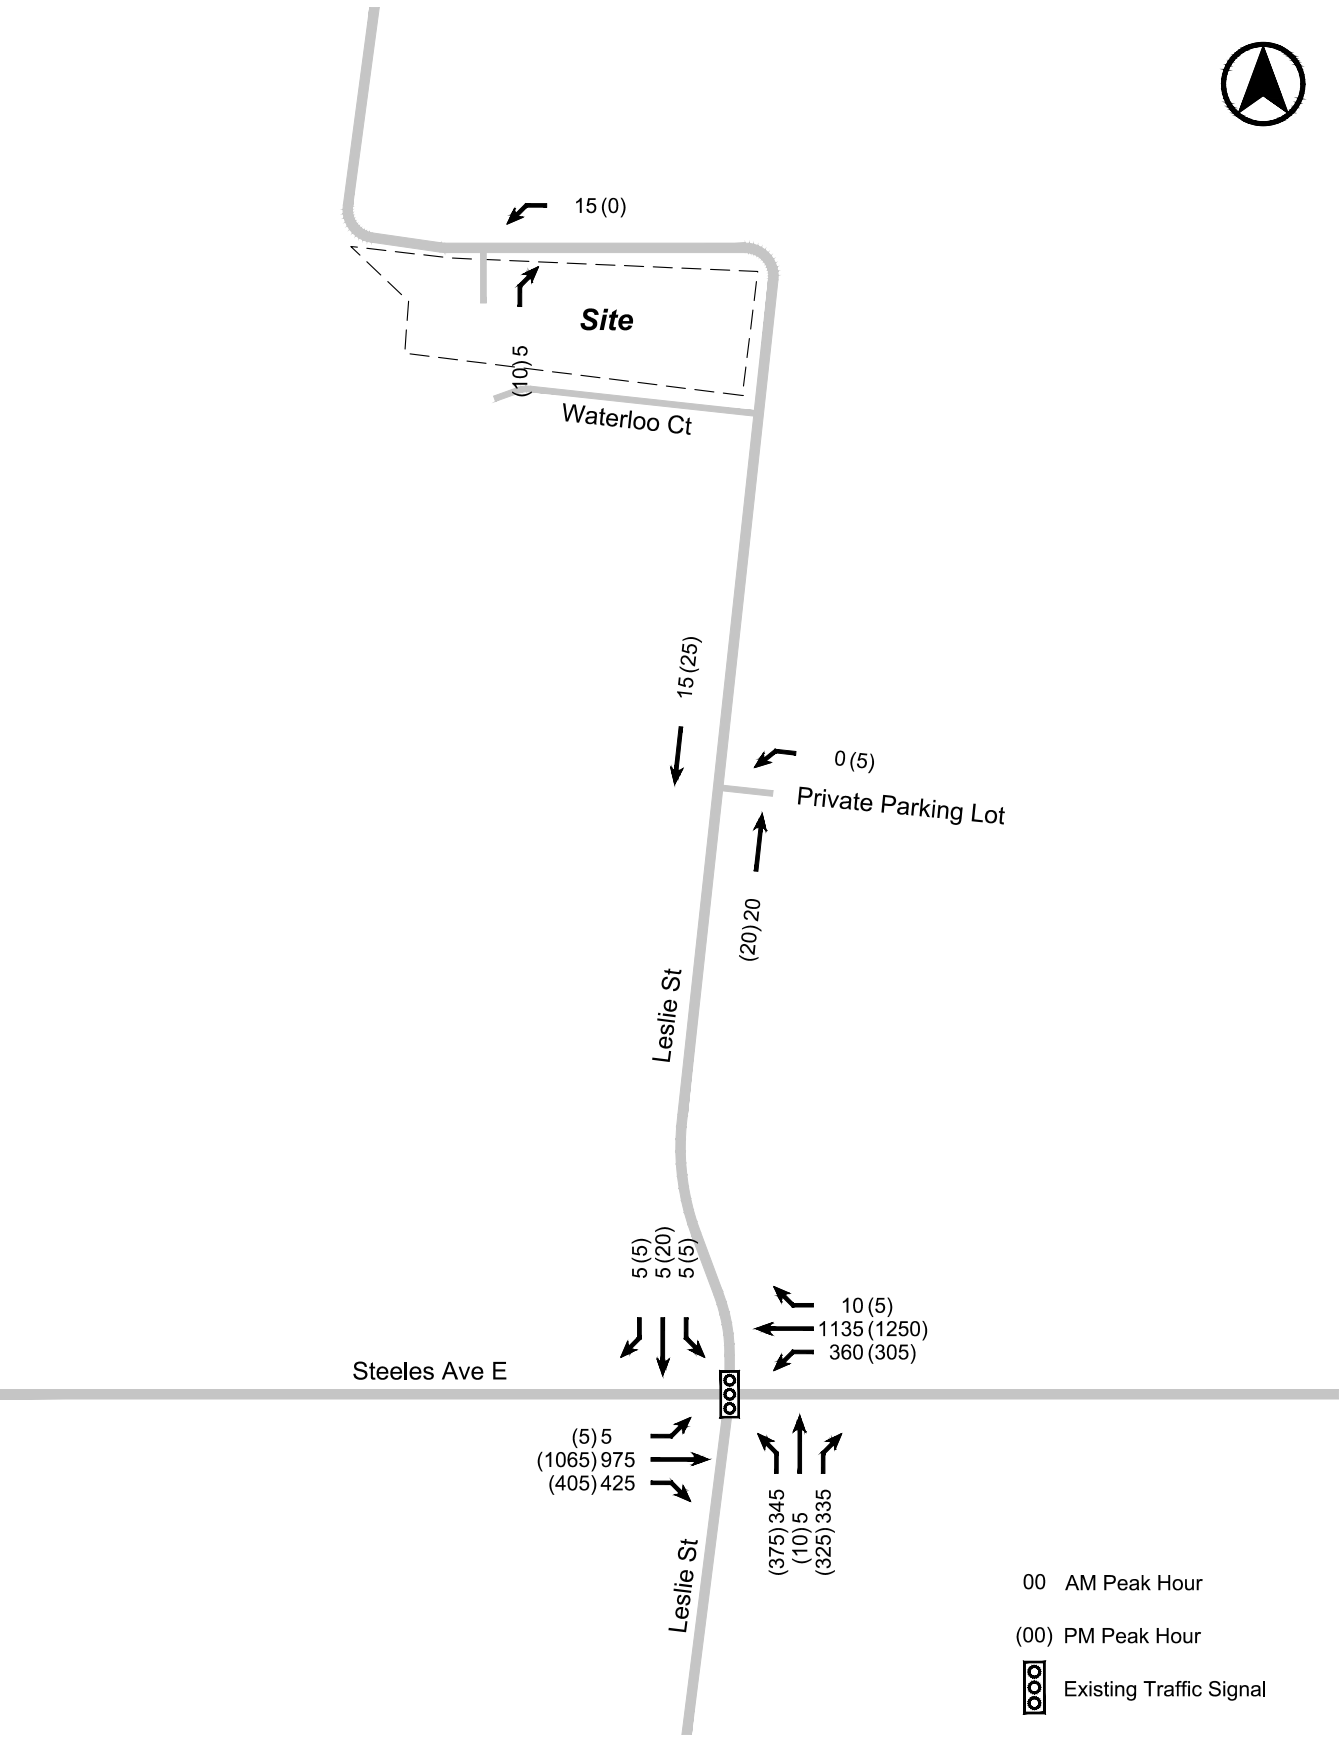 15 (0)
Site
(10) 5
Waterloo Ct
15 (25)
0 (5)
Private Parking Lot
(20) 20
Leslie St
5 (5)
5 (20)
5 (5)
10 (5)
1135 (1250)
360 (305)
Steeles Ave E
(5) 5
(1065) 975
(405) 425
(375) 345
(10) 5
(325) 335
Leslie St
00 AM Peak Hour
(00) PM Peak Hour
Existing Traffic Signal